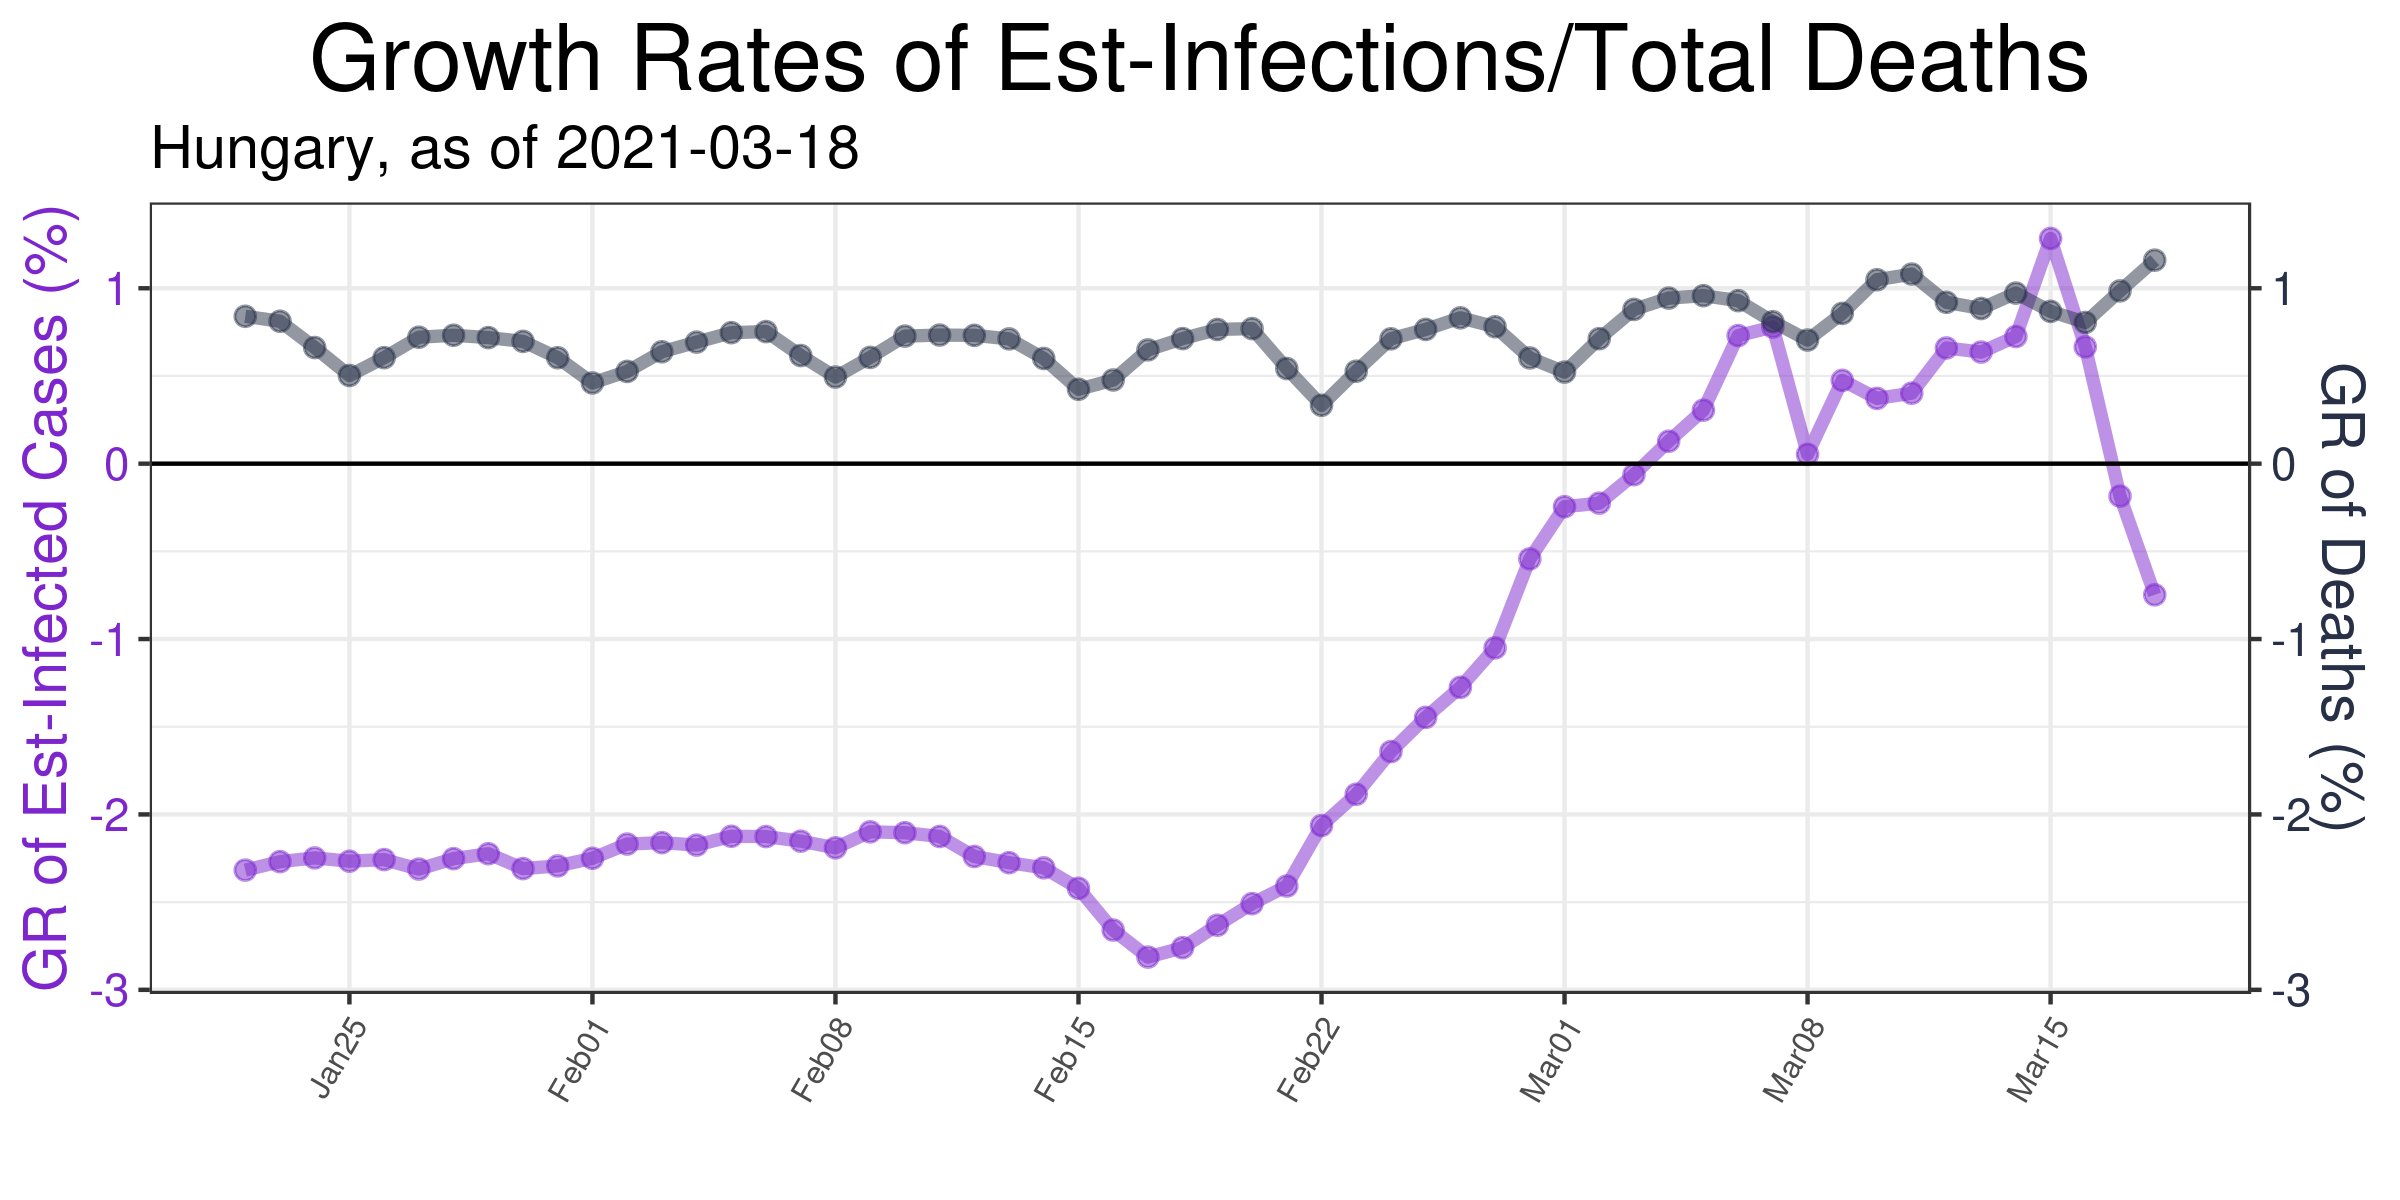 Growth Rates of Est-Infections/Total Deaths
Hungary, as of 2021-03-18
GR of Est-Infected Cases (%)
1
0
-1
-2
-3
1
0
-1
-2
-3
GR of Deaths (%)
Jan25
Feb01
Feb08
Feb15
Feb22
Mar01
Mar08
Mar15